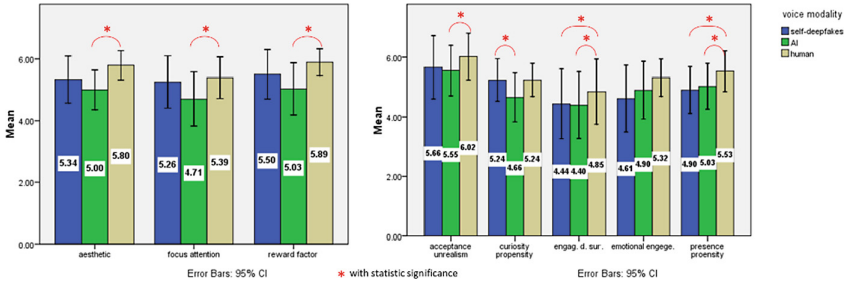 6.00
4.00
2.00
0.00
Mean
5.34
5.00
5.80
5.26
4.71
5.39
5.50
5.03
5.89
aesthetic
focus attention
reward factor
Error Bars: 95% CI
* with statistic significance
6.00
4.00
2.00
0.00
Mean
5.66
5.55
6.02
5.24
4.66
5.24
4.44
4.40
4.85
4.61
4.90
5.32
4.90
5.03
5.53
acceptance
unrealism
curiosity
propensity
engag. d. sur.
emotional engege.
presence
proensity
Error Bars: 95% CI
voice modality
self-deepfakes
AI
human